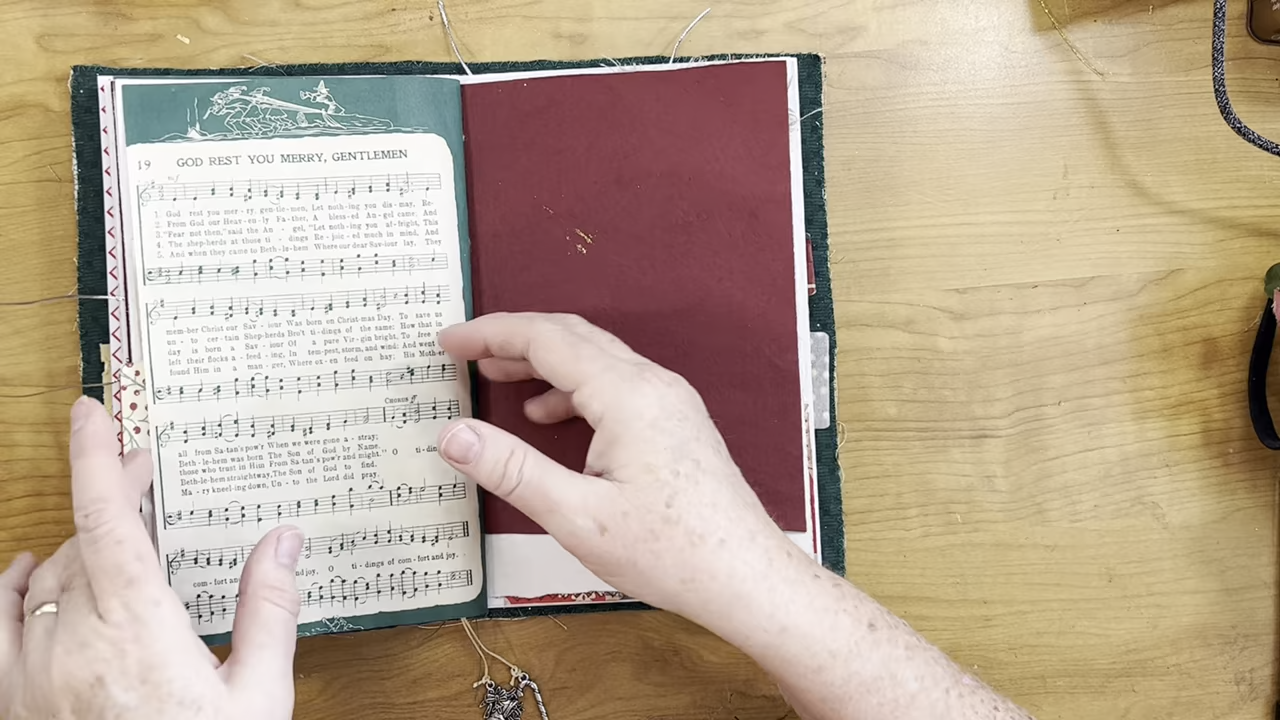 19 GOD REST YOU MERRY, GENTLEMEN
mf
1. God rest you mer - ry, gen-tle-men, Let noth-ing you dis-may, Re-
2. From God our Heav-en-ly Fa-ther, A bless-ed An-gel came. And
3. "Fear not then," said the An - gel, "Let noth-ing you af-fright, This
4. The shep-herds at those ti - dings Re-joic-ed much in mind, And
5. And when they came to Beth-le-hem Where our dear Sav-iour lay, They
mem-ber Christ our Sav - iour Was born on Christ-mas Day, To save us
un - to cer-tain Shep-herds Bro't ti-dings of the same: How that in
day is born a Sav-iour Of a pure Vir-gin bright, To free
left their flocks a-feed-ing, In tem-pest, storm, and wind: And went
found Him in a man-ger, Where ox-en feed on hay; His Moth-er
CHORUS ff
all from Sa-tan's pow'r When we were gone a-stray;
Beth-le-hem was born The Son of God by Name.
those who trust in Him From Sa-tan's pow'r and might." O ti-din
Beth-le-hem straightway, The Son of God to find.
Ma-ry kneel-ing down, Un-to the Lord did pray.
com-fort and joy, O ti-dings of com-fort and joy.